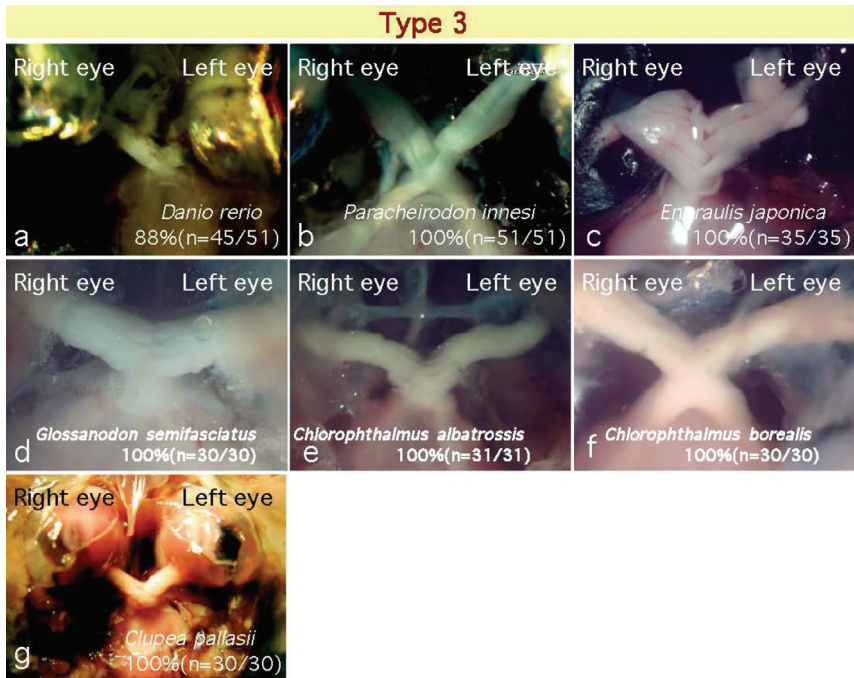 Type 3
Right eye Left eye
Danio rerio
a 88%(n=45/51)
Right eye Left eye
Paracheirodon innesi
b 100%(n=51/51)
Right eye Left eye
Engraulis japonica
c 100%(n=35/35)
Right eye Left eye
Glossanodon semifasciatus
d 100%(n=30/30)
Right eye Left eye
Chlorophthalmus albatrossis
e 100%(n=31/31)
Right eye Left eye
Chlorophthalmus borealis
f 100%(n=30/30)
Right eye Left eye
Clupea pallasii
g 100%(n=30/30)